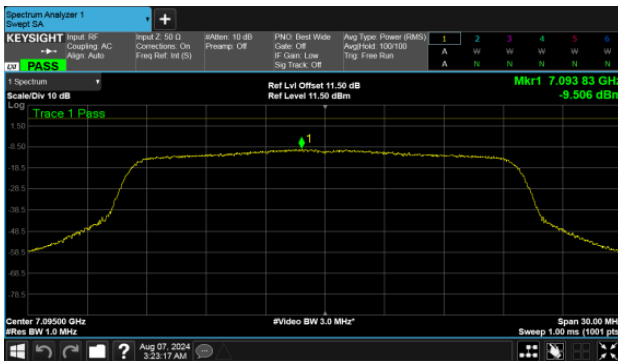 Spectrum Analyzer 1
Swept SA
+
KEYSIGHT Input: RF Input Z: 50 Ω #Atten: 10 dB PNO: Best Wide Avg Type: Power (RMS) 1 2 3 4 5 6
Coupling: AC Corrections: On Preamp: Off Gate: Off Avg|Hold: 100/100 A W W W W W
Align: Auto Freq Ref: Int (S) IF Gain: Low Trig: Free Run
LXI PASS Sig Track: Off A N N N N N
1 Spectrum Ref Lvl Offset 11.50 dB Mkr1 7.093 83 GHz
Scale/Div 10 dB Ref Level 11.50 dBm -9.506 dBm
Log
Trace 1 Pass
1.50
-8.50
1
-18.5
-28.5
-38.5
-48.5
-58.5
-68.5
-78.5
Center 7.09500 GHz #Video BW 3.0 MHz* Span 30.00 MHz
#Res BW 1.0 MHz Sweep 1.00 ms (1001 pts)
? Aug 07, 2024
3:23:17 AM